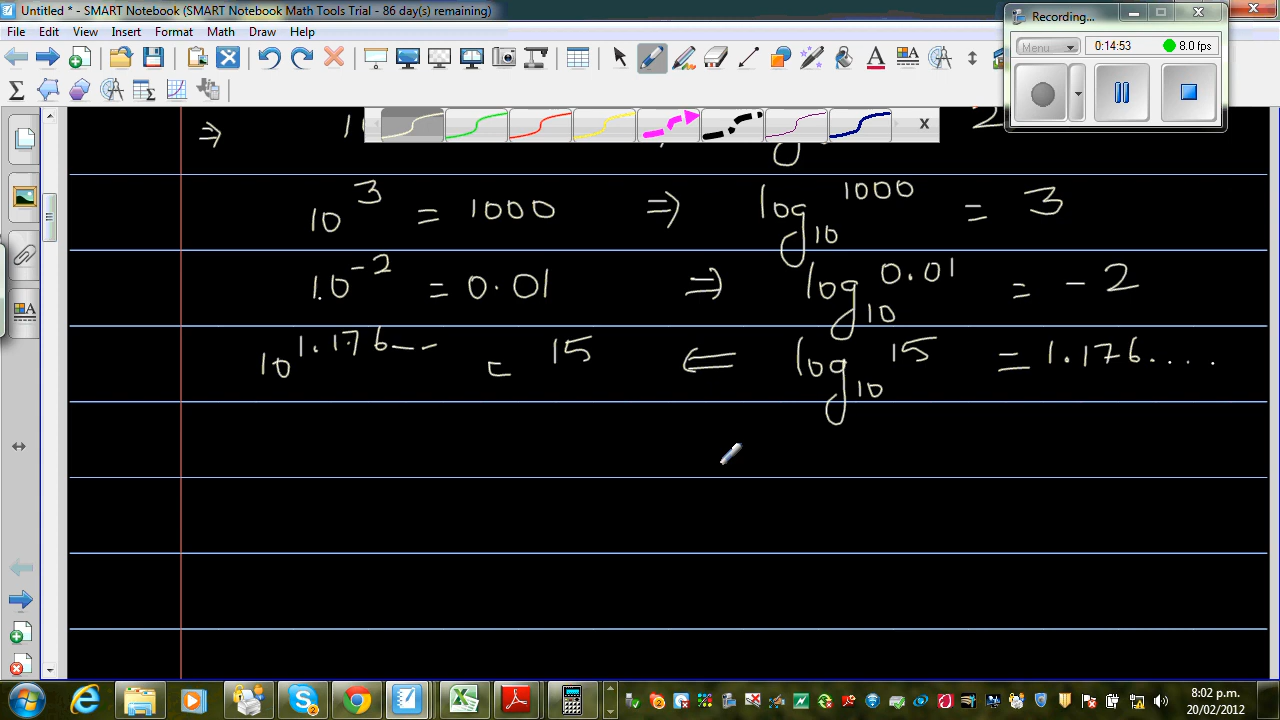 Untitled * - SMART Notebook (SMART Notebook Math Tools Trial - 86 day(s) remaining)
File Edit View Insert Format Math Draw Help
Recording...
Menu 0:14:53 8.0 fps
x
⇒
10³ = 1000 ⇒ log₁₀ 1000 = 3
10⁻² = 0.01 ⇒ log₁₀ 0.01 = -2
10^1.176--- = 15 ⇐ log₁₀ 15 = 1.176....
8:02 p.m.
20/02/2012